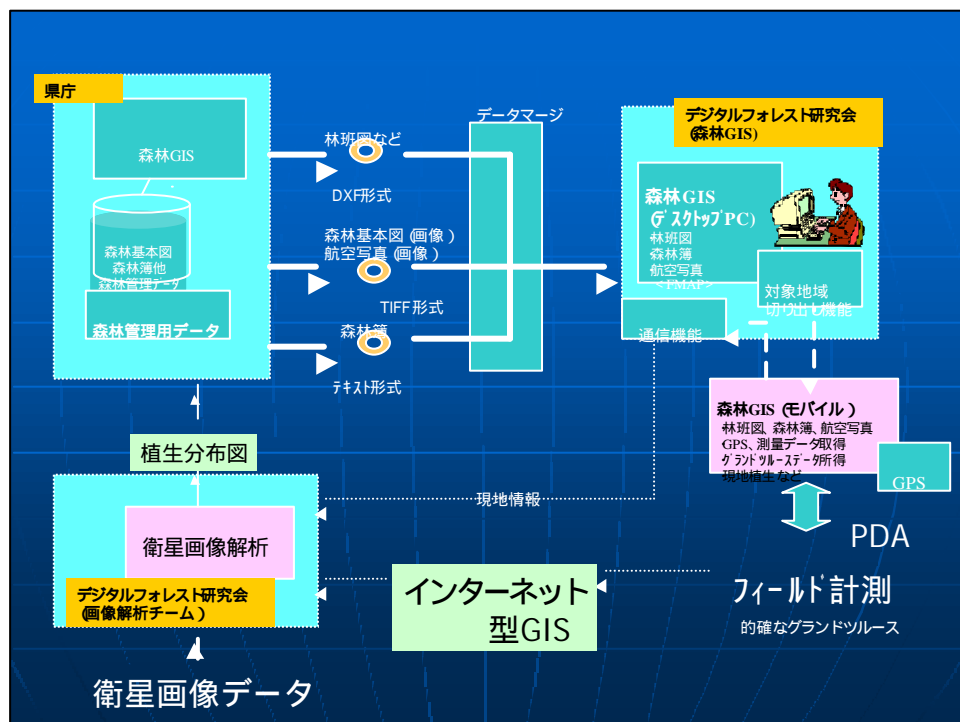 県庁
森林GIS
森林基本図
森林簿他
森林管理データ
森林管理用データ
林班図など
DXF形式
森林基本図(画像)
航空写真(画像)
TIFF形式
森林簿
テキスト形式
データマージ
デジタルフォレスト研究会
(森林GIS)
森林GIS
(デスクトップPC)
林班図
森林簿
航空写真
<FMAP>
対象地域
切り出し機能
通信機能
森林GIS(モバイル)
林班図、森林簿、航空写真
GPS、測量データ取得
グランドツルースデータ所得
現地植生など
GPS
PDA
植生分布図
現地情報
衛星画像解析
デジタルフォレスト研究会
(画像解析チーム)
インターネット
型GIS
フィールド計測
的確なグランドツルース
衛星画像データ